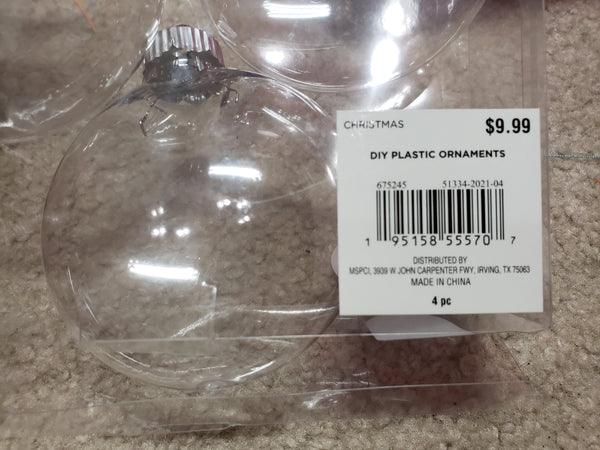 CHRISTMAS $9.99
DIY PLASTIC ORNAMENTS
675245 51334-2021-04
1 95158 55570 7
DISTRIBUTED BY
MSPCI, 3939 W JOHN CARPENTER FWY, IRVING, TX 75063
MADE IN CHINA
4 pc